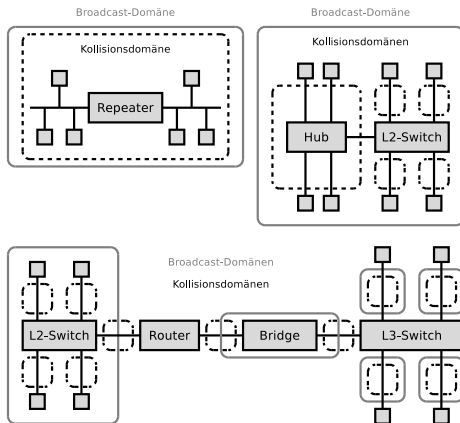 Broadcast-Domäne
Kollisionsdomäne
Repeater
Broadcast-Domäne
Kollisionsdomänen
Hub
L2-Switch
Broadcast-Domänen
Kollisionsdomänen
L2-Switch
Router
Bridge
L3-Switch